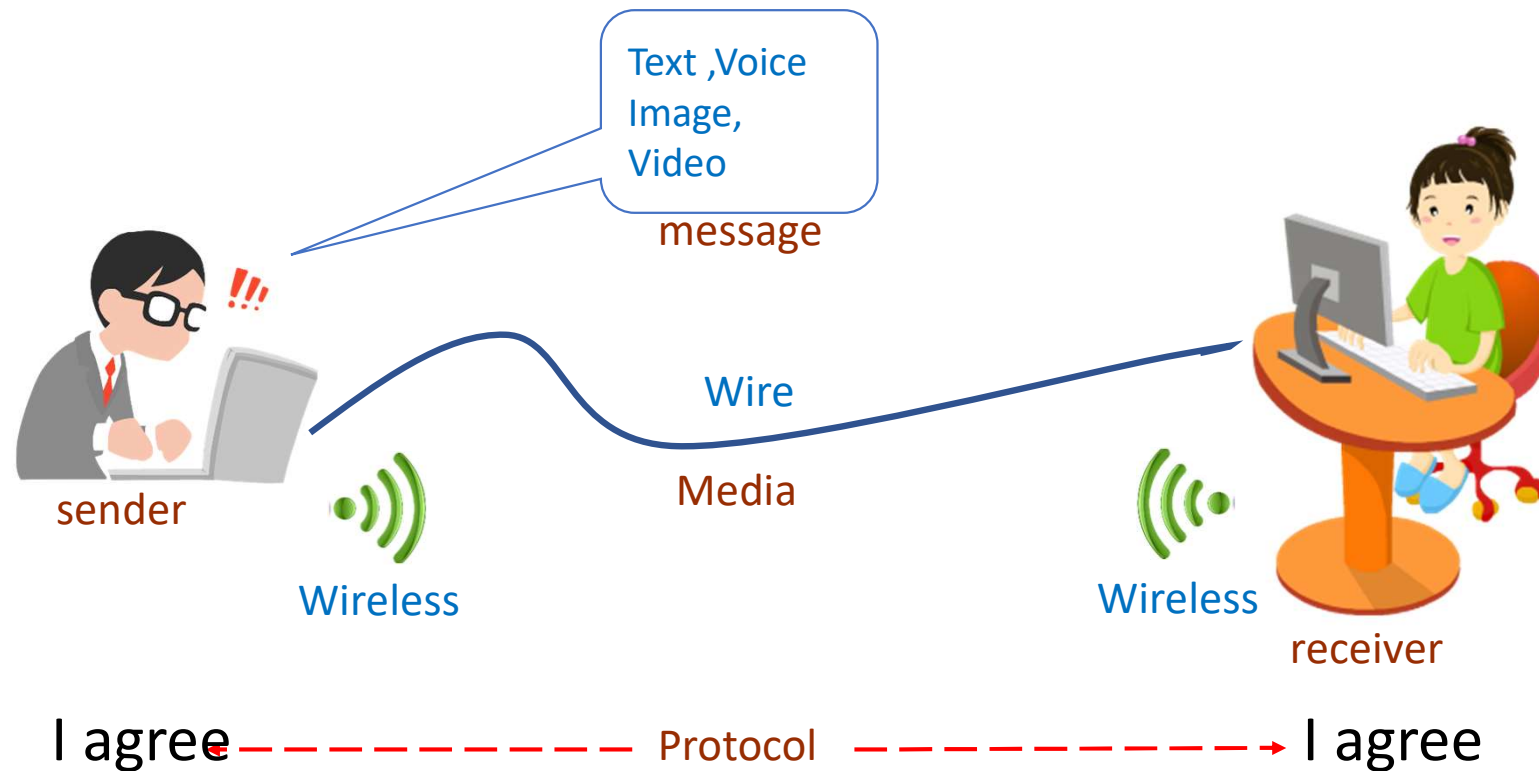 Text ,Voice
Image,
Video
message
!!!
Wire
Media
sender
Wireless
Wireless
receiver
I agree
Protocol
I agree